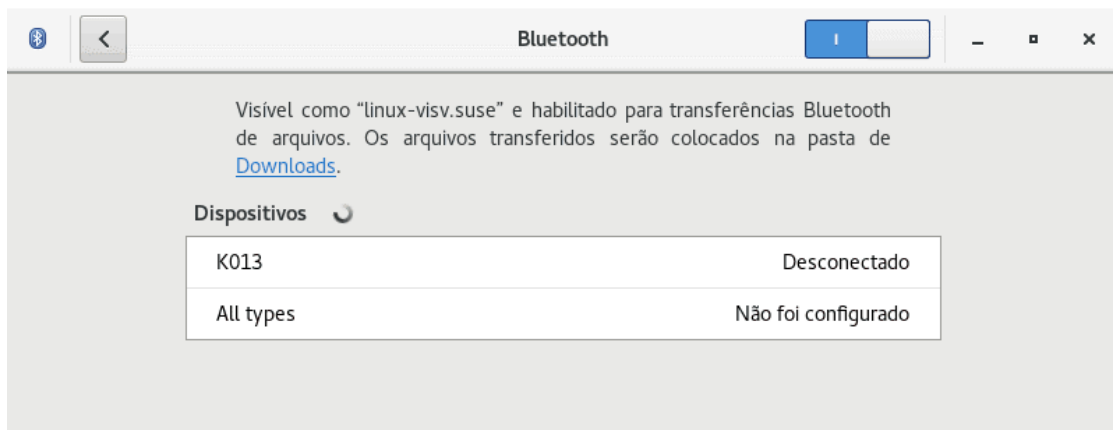 Bluetooth
Visível como “linux-visv.suse” e habilitado para transferências Bluetooth
de arquivos. Os arquivos transferidos serão colocados na pasta de
Downloads.
Dispositivos
K013 Desconectado
All types Não foi configurado